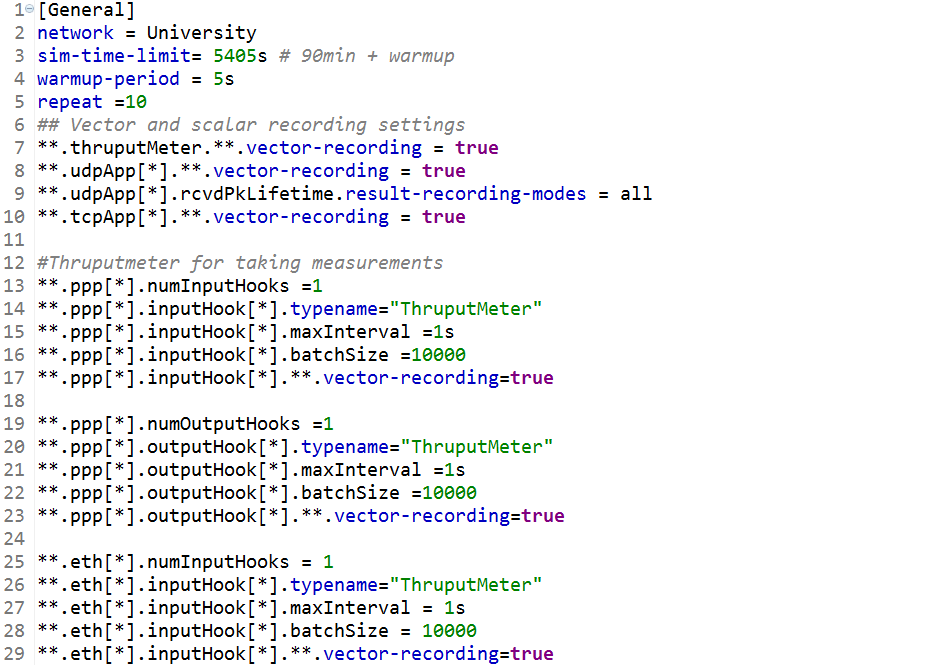 1 [General]
2 network = University
3 sim-time-limit= 5405s # 90min + warmup
4 warmup-period = 5s
5 repeat =10
6 ## Vector and scalar recording settings
7 **.thruputMeter.**.vector-recording = true
8 **.udpApp[*].**.vector-recording = true
9 **.udpApp[*].rcvdPkLifetime.result-recording-modes = all
10 **.tcpApp[*].**.vector-recording = true
11
12 #Thruputmeter for taking measurements
13 **.ppp[*].numInputHooks =1
14 **.ppp[*].inputHook[*].typename="ThruputMeter"
15 **.ppp[*].inputHook[*].maxInterval =1s
16 **.ppp[*].inputHook[*].batchSize =10000
17 **.ppp[*].inputHook[*].**.vector-recording=true
18
19 **.ppp[*].numOutputHooks =1
20 **.ppp[*].outputHook[*].typename="ThruputMeter"
21 **.ppp[*].outputHook[*].maxInterval =1s
22 **.ppp[*].outputHook[*].batchSize =10000
23 **.ppp[*].outputHook[*].**.vector-recording=true
24
25 **.eth[*].numInputHooks = 1
26 **.eth[*].inputHook[*].typename="ThruputMeter"
27 **.eth[*].inputHook[*].maxInterval = 1s
28 **.eth[*].inputHook[*].batchSize = 10000
29 **.eth[*].inputHook[*].**.vector-recording=true